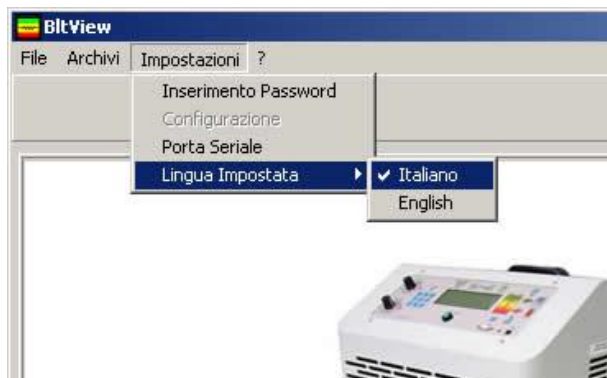 BltView
File Archivi Impostazioni ?
Inserimento Password
Configurazione
Porta Seriale
Lingua Impostata
Italiano
English